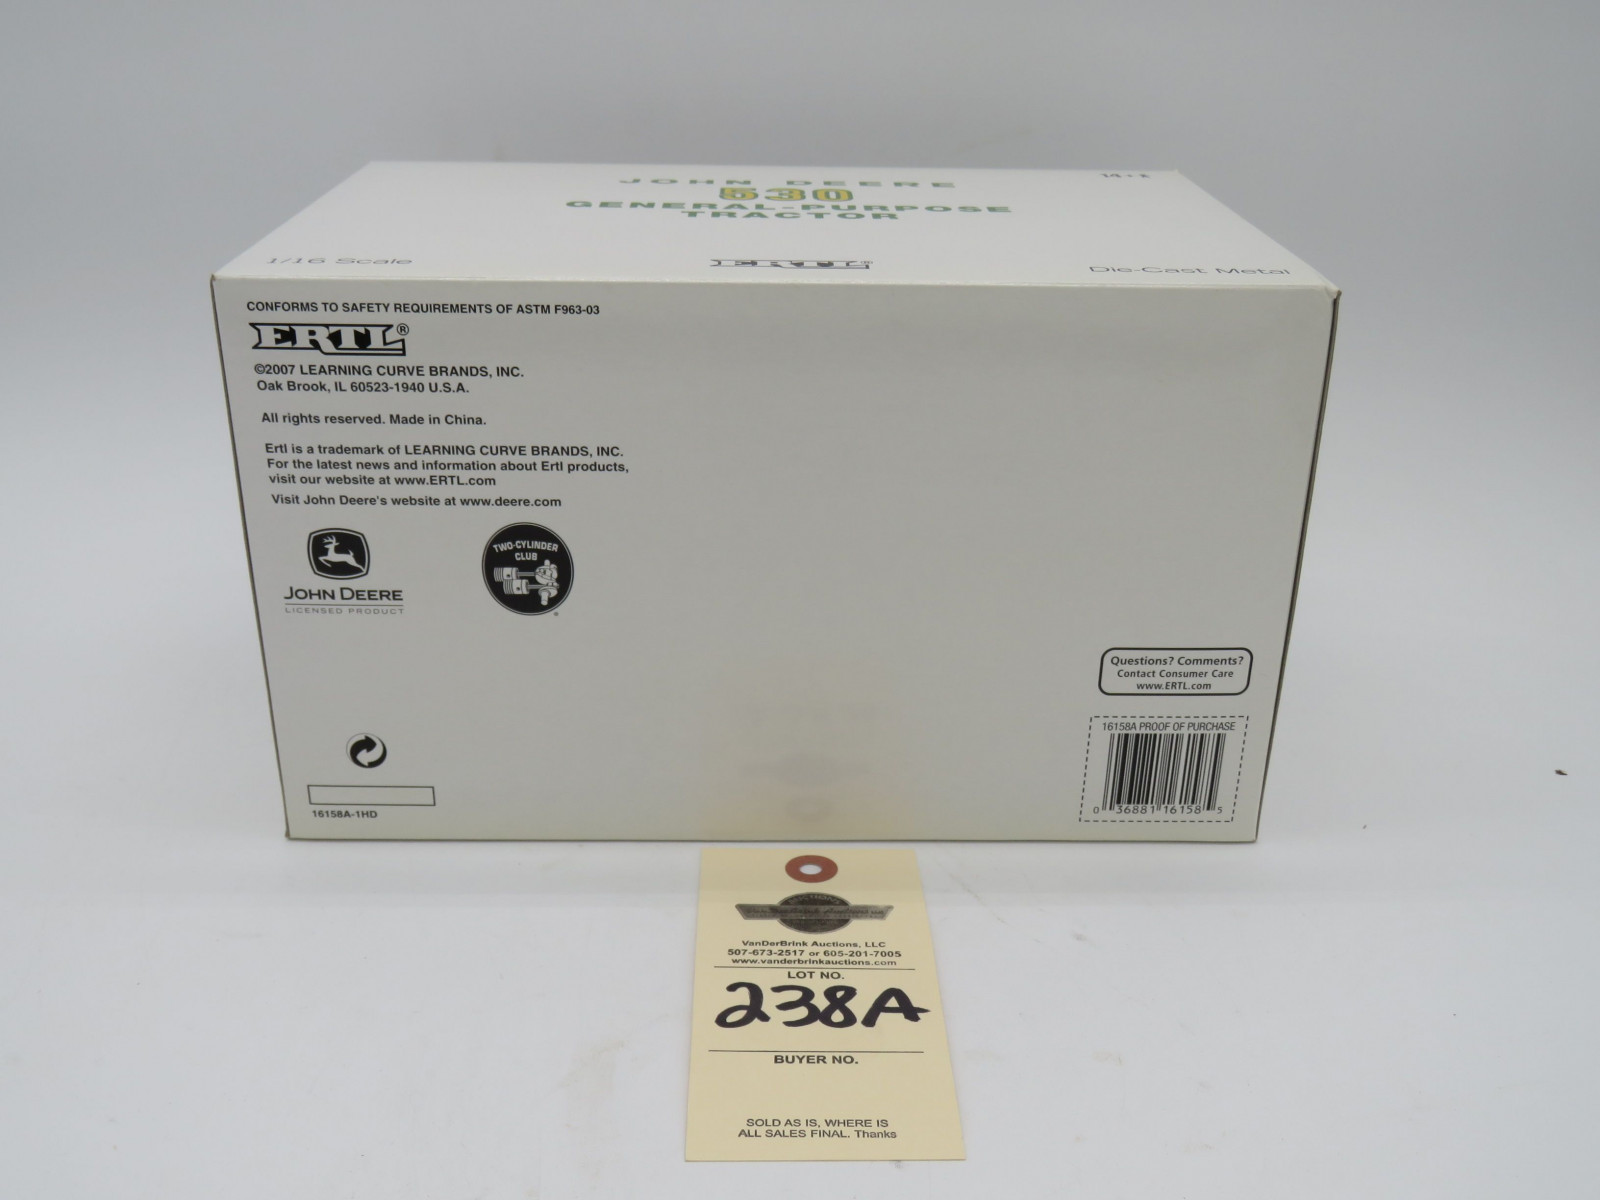 JOHN DEERE
530
GENERAL-PURPOSE
TRACTOR
1/16 Scale
ERTL®
Die-Cast Metal
CONFORMS TO SAFETY REQUIREMENTS OF ASTM F963-03
ERTL®
©2007 LEARNING CURVE BRANDS, INC.
Oak Brook, IL 60523-1940 U.S.A.
All rights reserved. Made in China.
Ertl is a trademark of LEARNING CURVE BRANDS, INC.
For the latest news and information about Ertl products,
visit our website at www.ERTL.com
Visit John Deere's website at www.deere.com
JOHN DEERE
LICENSED PRODUCT
TWO-CYLINDER
CLUB
16158A-1HD
Questions? Comments?
Contact Consumer Care
www.ERTL.com
16158A PROOF OF PURCHASE
0 36881 16158 5
VanDerBrink Auctions, LLC
507-673-2517 or 605-201-7005
www.vanderbrinkauctions.com
LOT NO.
238A
BUYER NO.
SOLD AS IS, WHERE IS
ALL SALES FINAL. Thanks